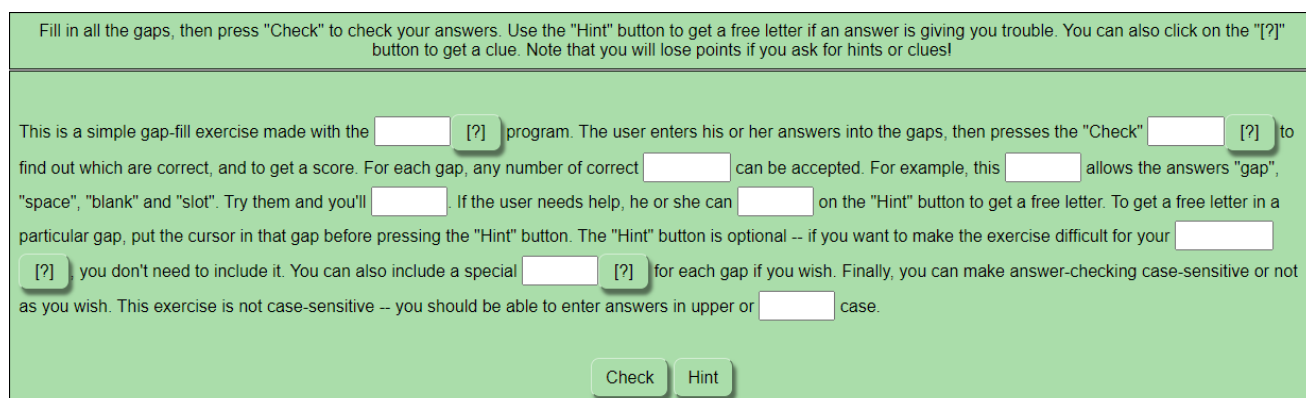 Fill in all the gaps, then press "Check" to check your answers. Use the "Hint" button to get a free letter if an answer is giving you trouble. You can also click on the "[?]"
button to get a clue. Note that you will lose points if you ask for hints or clues!
This is a simple gap-fill exercise made with the [?] program. The user enters his or her answers into the gaps, then presses the "Check" [?] to
find out which are correct, and to get a score. For each gap, any number of correct can be accepted. For example, this allows the answers "gap",
"space", "blank" and "slot". Try them and you'll . If the user needs help, he or she can on the "Hint" button to get a free letter. To get a free letter in a
particular gap, put the cursor in that gap before pressing the "Hint" button. The "Hint" button is optional -- if you want to make the exercise difficult for your
[?] , you don't need to include it. You can also include a special [?] for each gap if you wish. Finally, you can make answer-checking case-sensitive or not
as you wish. This exercise is not case-sensitive -- you should be able to enter answers in upper or case.
Check Hint